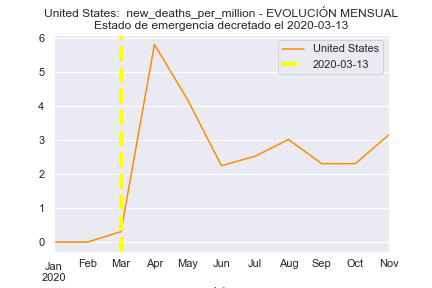 United States:  new_deaths_per_million - EVOLUCIÓN MENSUAL
Estado de emergencia decretado el 2020-03-13
United States
2020-03-13
6
5
4
3
2
1
0
Jan Feb Mar Apr May Jun Jul Aug Sep Oct Nov
2020